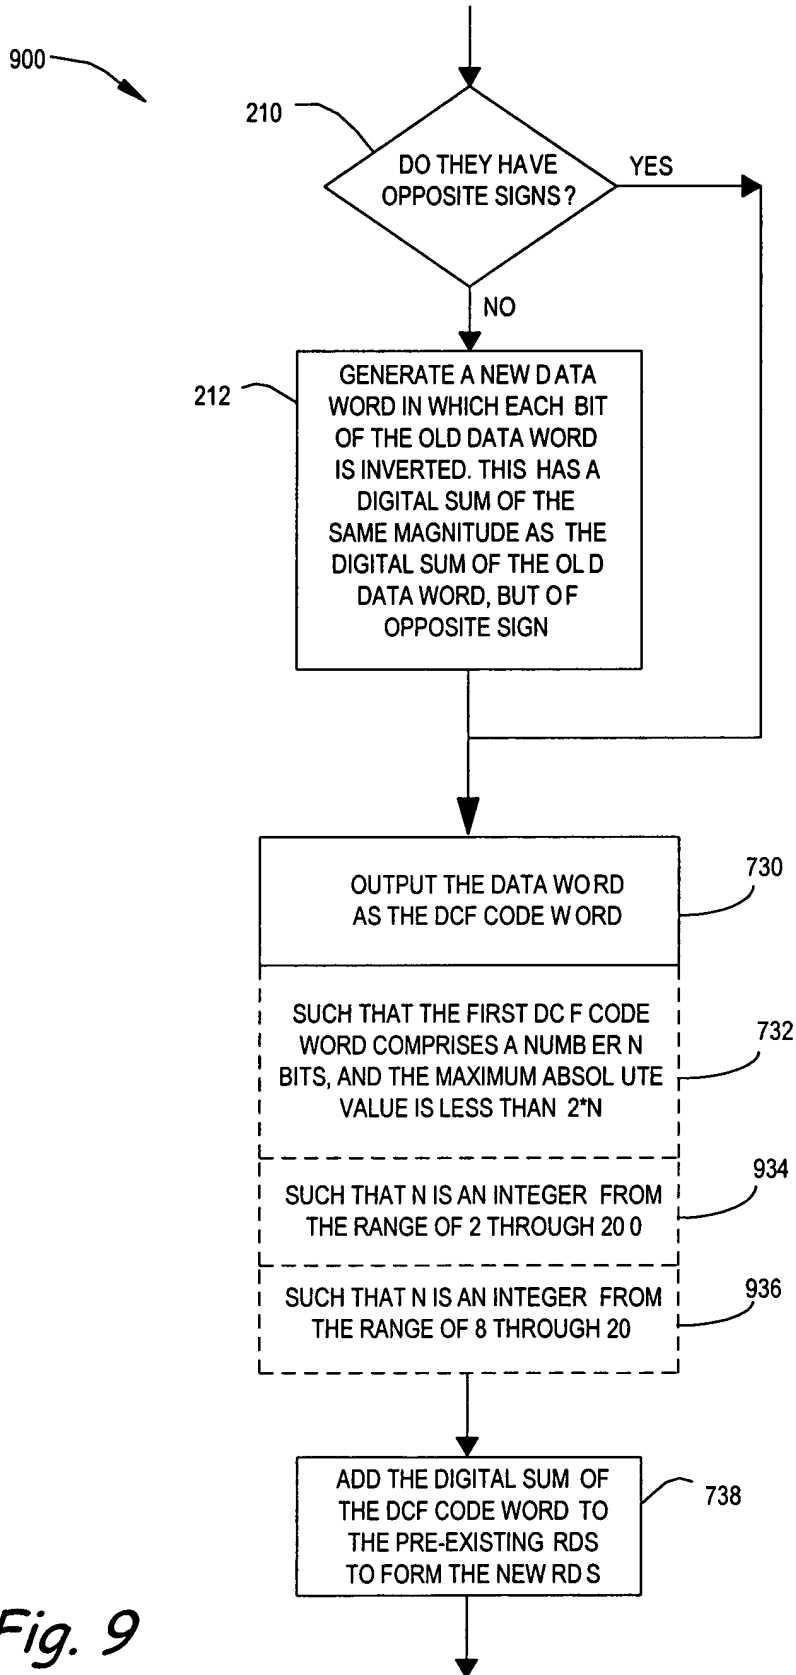 900
210
DO THEY HAVE
OPPOSITE SIGNS?
YES
NO
212
GENERATE A NEW DATA
WORD IN WHICH EACH BIT
OF THE OLD DATA WORD
IS INVERTED. THIS HAS A
DIGITAL SUM OF THE
SAME MAGNITUDE AS THE
DIGITAL SUM OF THE OLD
DATA WORD, BUT OF
OPPOSITE SIGN
OUTPUT THE DATA WORD
AS THE DCF CODE WORD
730
SUCH THAT THE FIRST DCF CODE
WORD COMPRISES A NUMBER N
BITS, AND THE MAXIMUM ABSOLUTE
VALUE IS LESS THAN 2*N
732
SUCH THAT N IS AN INTEGER FROM
THE RANGE OF 2 THROUGH 200
934
SUCH THAT N IS AN INTEGER FROM
THE RANGE OF 8 THROUGH 20
936
ADD THE DIGITAL SUM OF
THE DCF CODE WORD TO
THE PRE-EXISTING RDS
TO FORM THE NEW RDS
738
Fig. 9